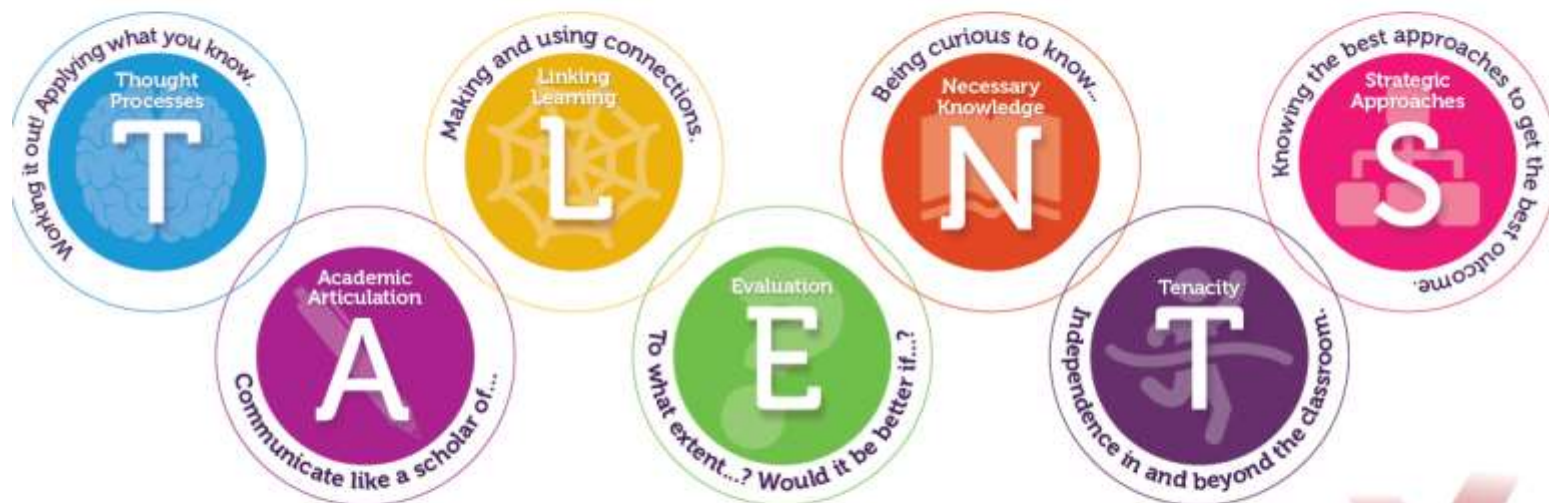 Working it out! Applying what you know.
Thought
Processes
T
Academic
Articulation
A
Communicate like a scholar of...
Making and using connections.
Linking
Learning
L
Evaluation
E
To what extent...? Would it be better if...?
Being curious to know...
Necessary
Knowledge
N
Tenacity
T
Independence in and beyond the classroom.
Knowing the best approaches to get the best outcome.
Strategic
Approaches
S